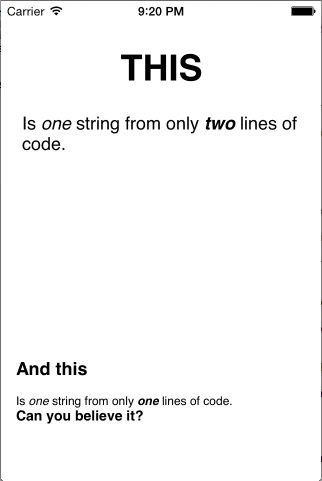 Carrier 9:20 PM
THIS
Is one string from only two lines of
code.
And this
Is one string from only one lines of code.
Can you believe it?